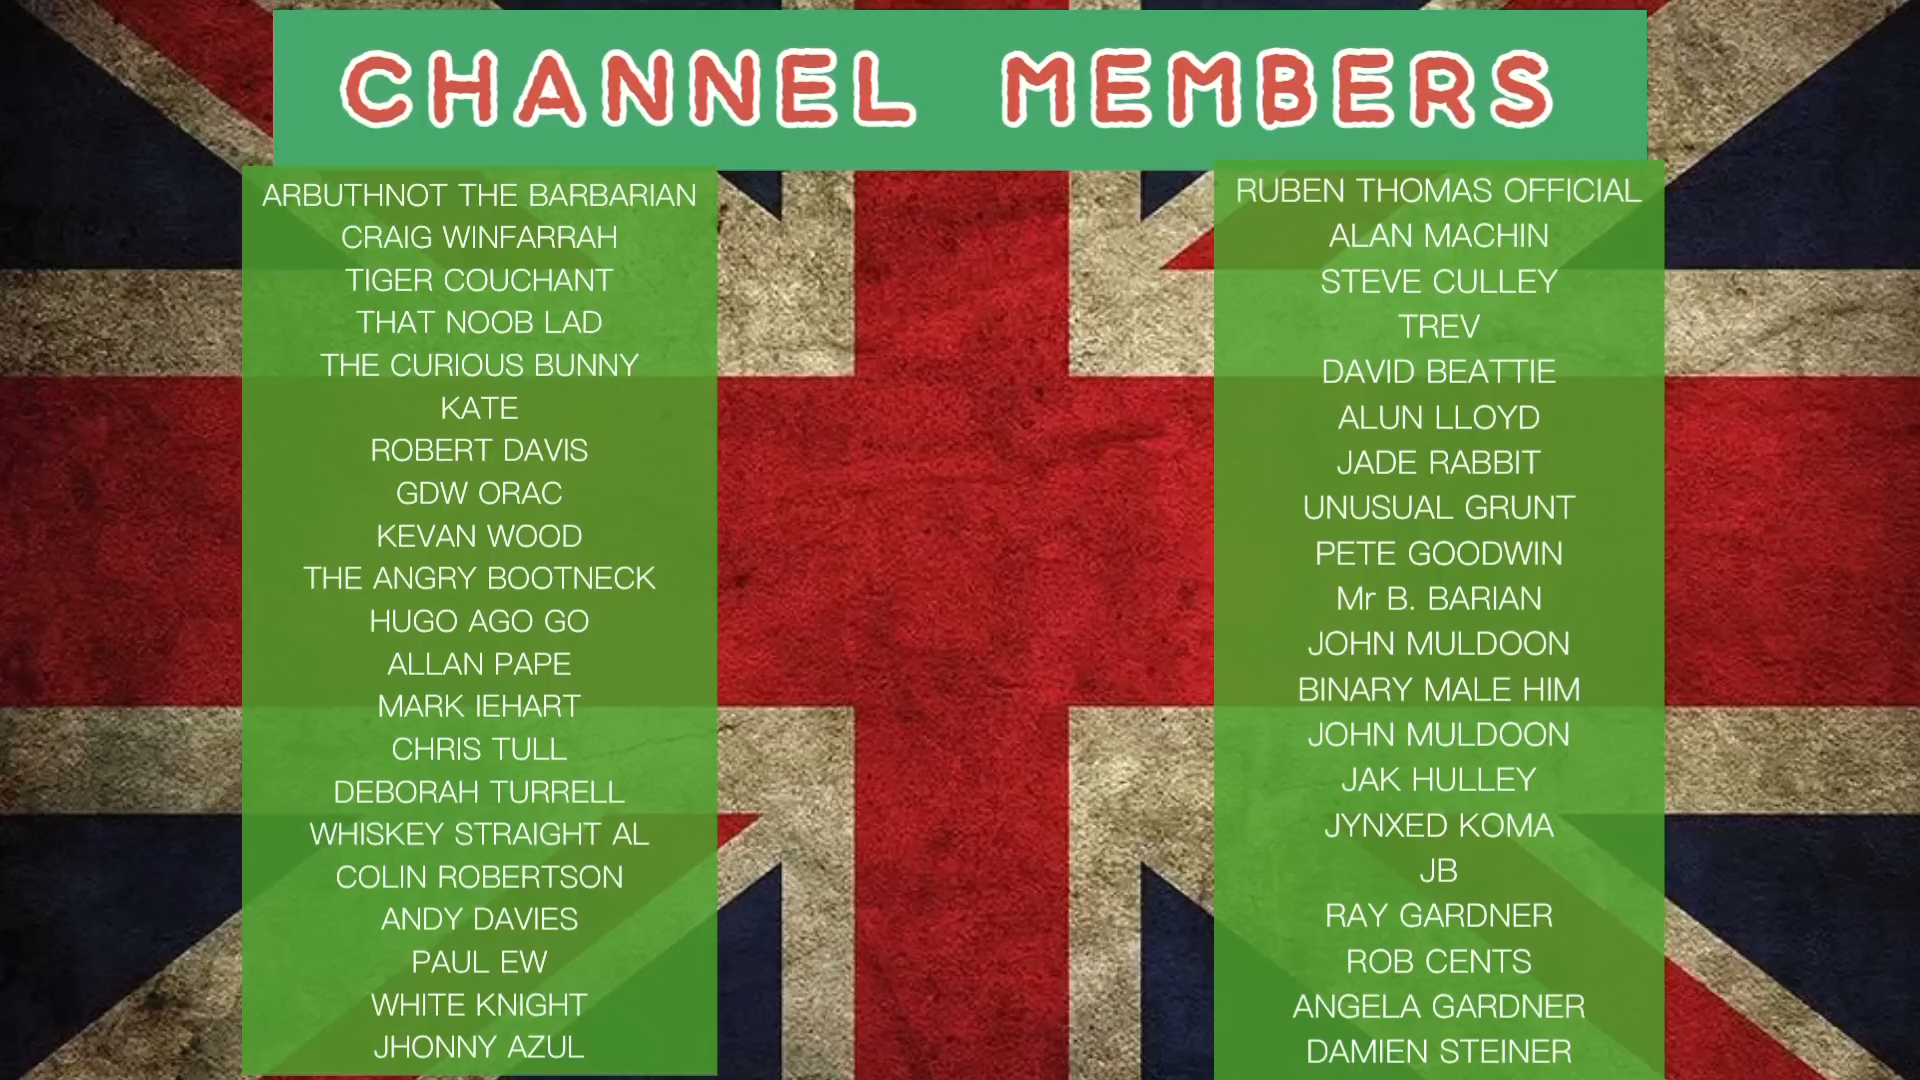 CHANNEL MEMBERS
ARBUTHNOT THE BARBARIAN
CRAIG WINFARRAH
TIGER COUCHANT
THAT NOOB LAD
THE CURIOUS BUNNY
KATE
ROBERT DAVIS
GDW ORAC
KEVAN WOOD
THE ANGRY BOOTNECK
HUGO AGO GO
ALLAN PAPE
MARK IEHART
CHRIS TULL
DEBORAH TURRELL
WHISKEY STRAIGHT AL
COLIN ROBERTSON
ANDY DAVIES
PAUL EW
WHITE KNIGHT
JHONNY AZUL
RUBEN THOMAS OFFICIAL
ALAN MACHIN
STEVE CULLEY
TREV
DAVID BEATTIE
ALUN LLOYD
JADE RABBIT
UNUSUAL GRUNT
PETE GOODWIN
Mr B. BARIAN
JOHN MULDOON
BINARY MALE HIM
JOHN MULDOON
JAK HULLEY
JYNXED KOMA
JB
RAY GARDNER
ROB CENTS
ANGELA GARDNER
DAMIEN STEINER